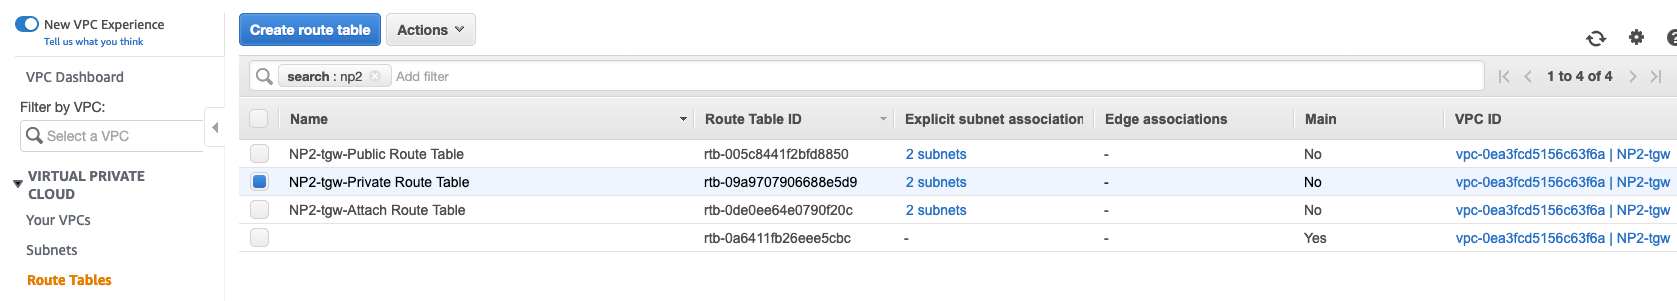 New VPC Experience
Tell us what you think
VPC Dashboard
Filter by VPC:
Select a VPC
VIRTUAL PRIVATE
CLOUD
Your VPCs
Subnets
Route Tables
Create route table Actions
search : np2 Add filter 1 to 4 of 4
Name Route Table ID Explicit subnet association Edge associations Main VPC ID
NP2-tgw-Public Route Table rtb-005c8441f2bfd8850 2 subnets - No vpc-0ea3fcd5156c63f6a | NP2-tgw
NP2-tgw-Private Route Table rtb-09a9707906688e5d9 2 subnets - No vpc-0ea3fcd5156c63f6a | NP2-tgw
NP2-tgw-Attach Route Table rtb-0de0ee64e0790f20c 2 subnets - No vpc-0ea3fcd5156c63f6a | NP2-tgw
rtb-0a6411fb26eee5cbc - - Yes vpc-0ea3fcd5156c63f6a | NP2-tgw